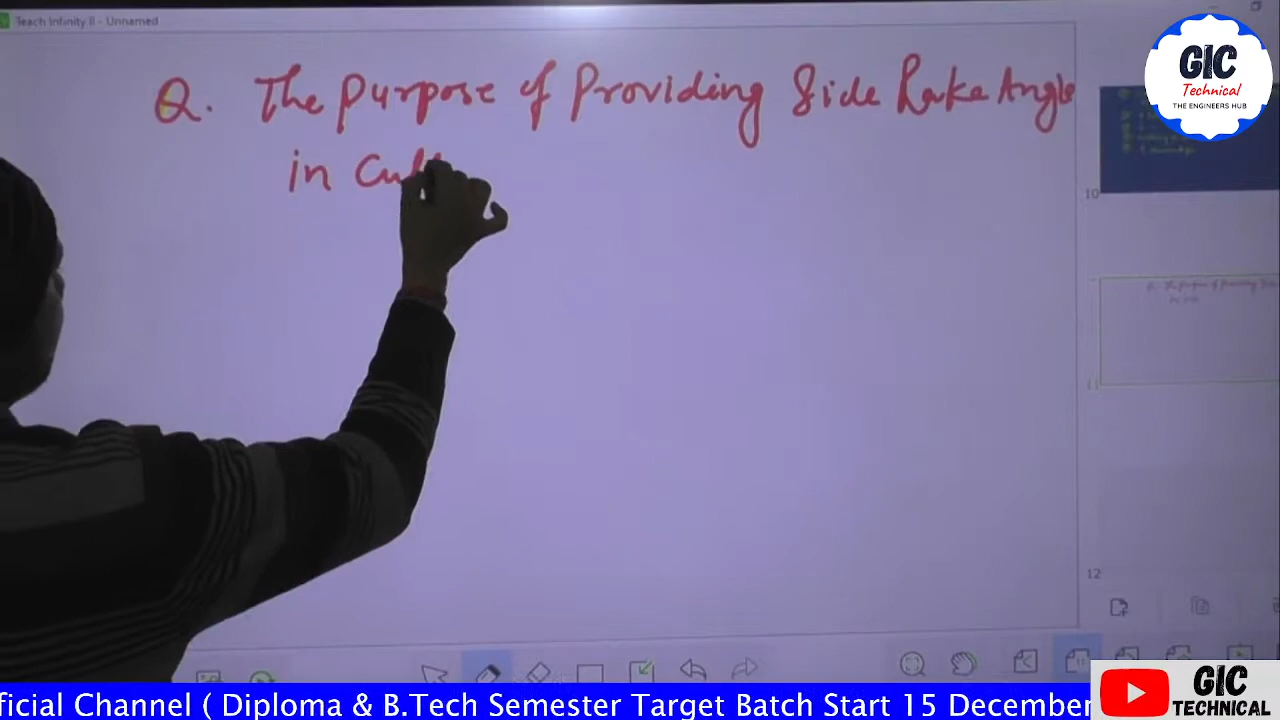 Teach Infinity II - Unnamed
Q. The Purpose of Providing Side Rake Angle
in Cutt
GIC
Technical
THE ENGINEERS HUB
10
11
12
ficial Channel ( Diploma & B.Tech Semester Target Batch Start 15 December
GIC
TECHNICAL